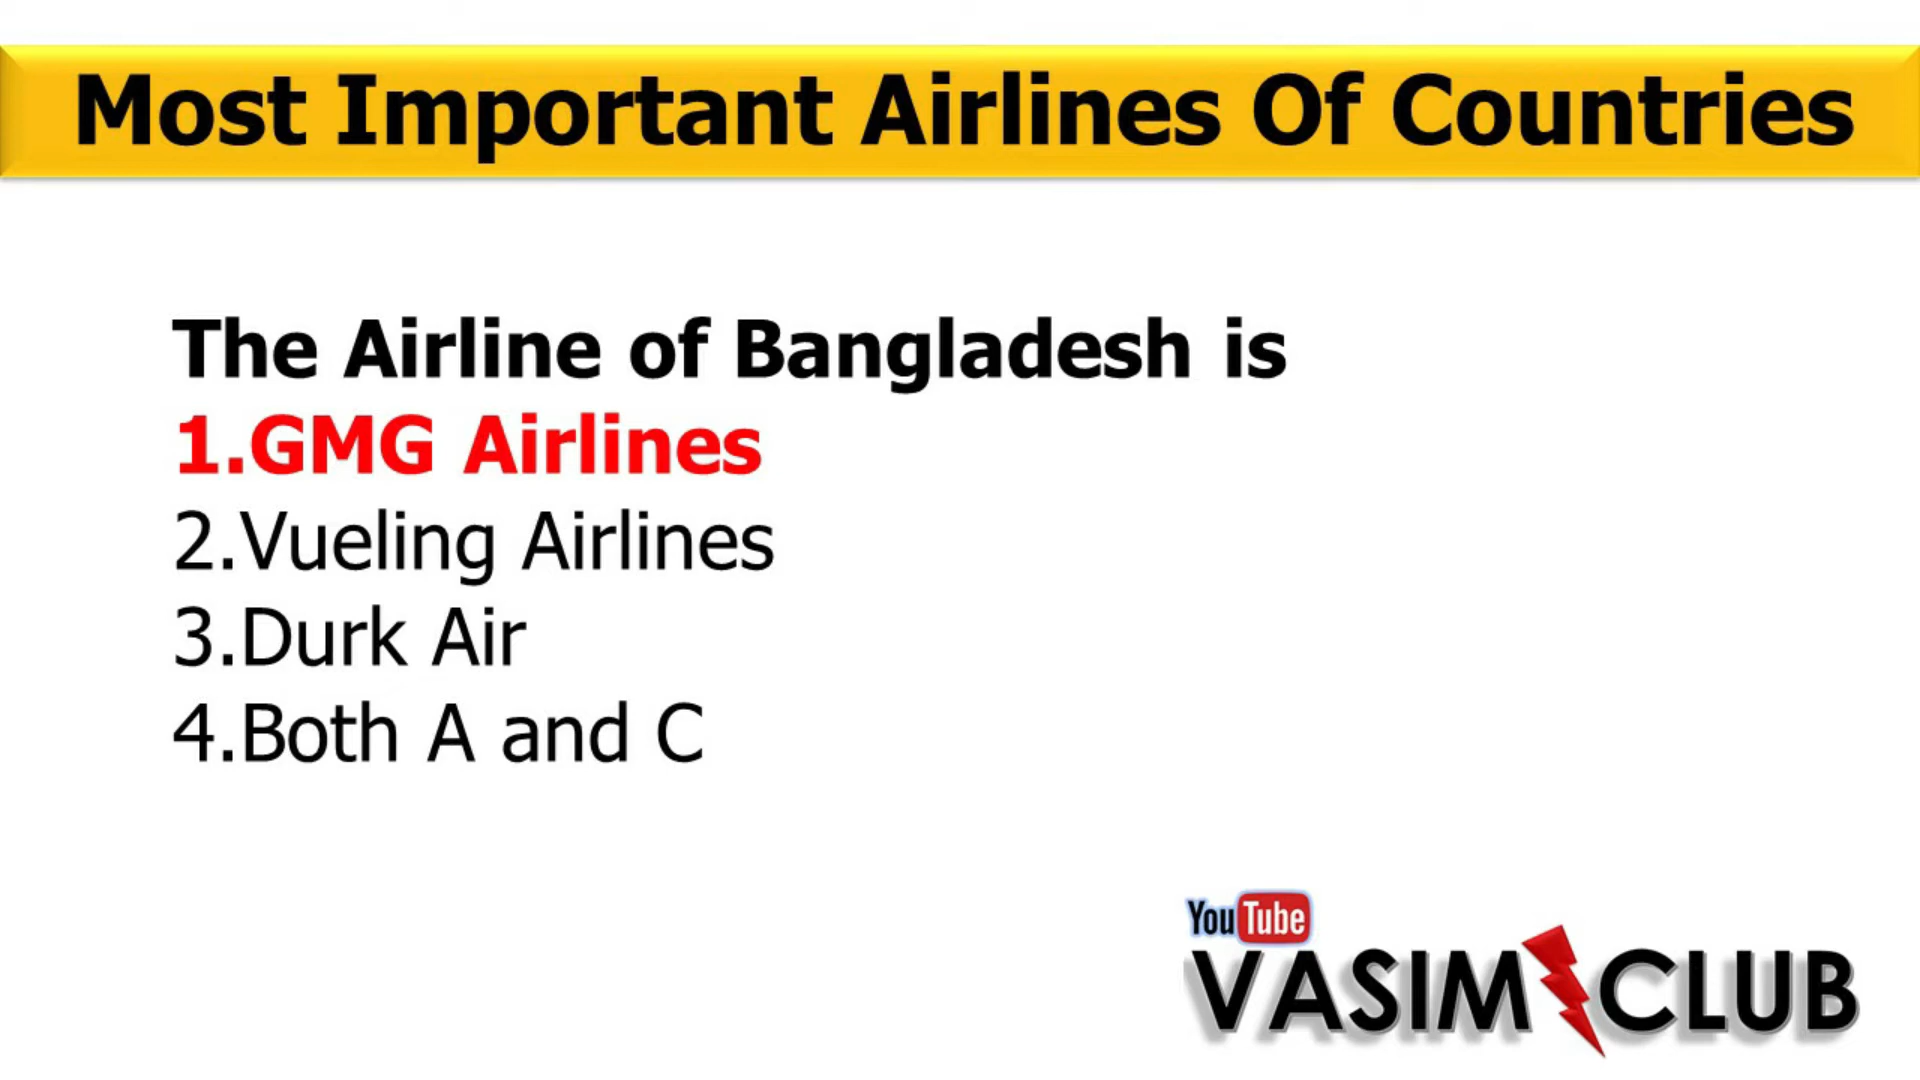 Most Important Airlines Of Countries
The Airline of Bangladesh is
1.GMG Airlines
2.Vueling Airlines
3.Durk Air
4.Both A and C
YouTube
VASIM CLUB